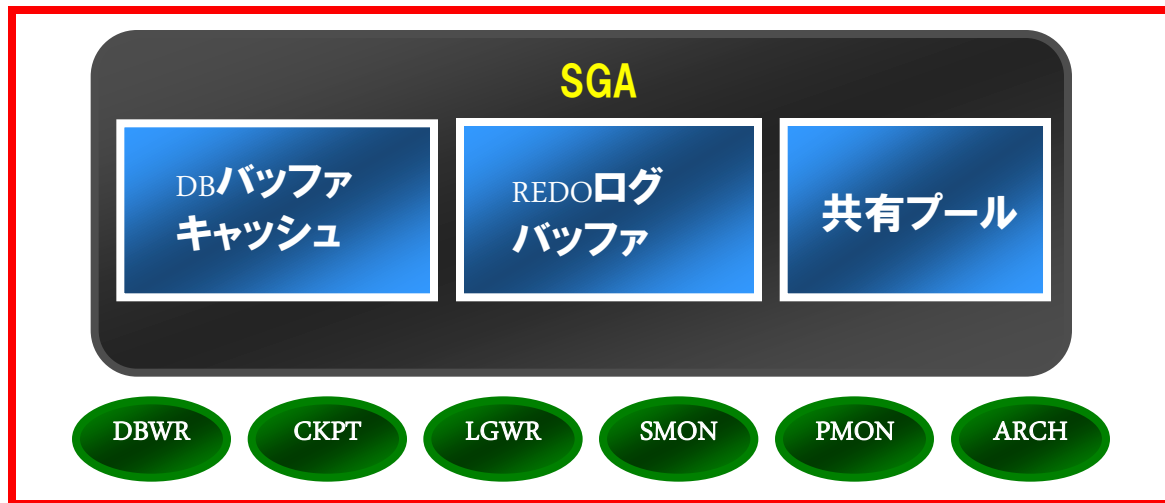 SGA
DBバッファ
キャッシュ
REDOログ
バッファ
共有プール
DBWR
CKPT
LGWR
SMON
PMON
ARCH